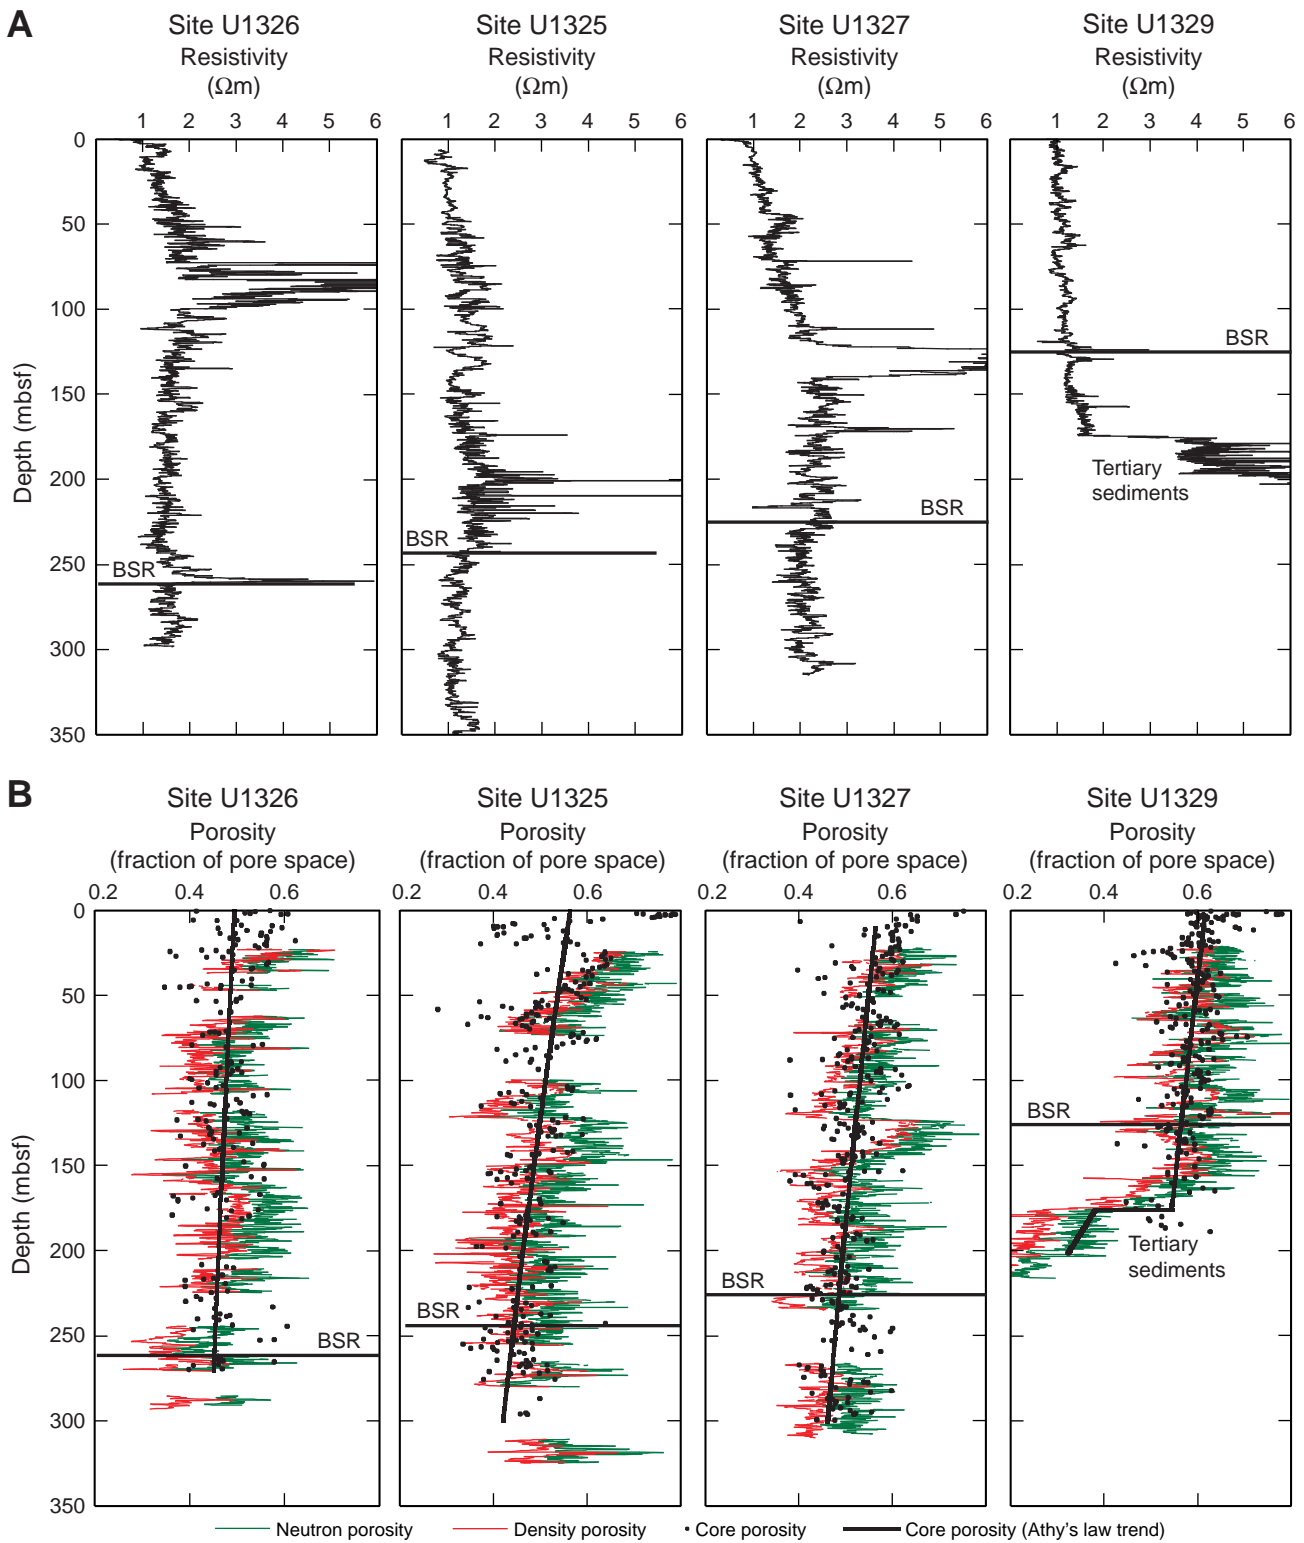 A
Site U1326
Resistivity
(Ωm)
1 2 3 4 5 6
Site U1325
Resistivity
(Ωm)
1 2 3 4 5 6
Site U1327
Resistivity
(Ωm)
1 2 3 4 5 6
Site U1329
Resistivity
(Ωm)
1 2 3 4 5 6
Depth (mbsf)
0
50
100
150
200
250
300
350
BSR
BSR
BSR
BSR
Tertiary
sediments
B
Site U1326
Porosity
(fraction of pore space)
0.2 0.4 0.6
Site U1325
Porosity
(fraction of pore space)
0.2 0.4 0.6
Site U1327
Porosity
(fraction of pore space)
0.2 0.4 0.6
Site U1329
Porosity
(fraction of pore space)
0.2 0.4 0.6
Depth (mbsf)
0
50
100
150
200
250
300
350
BSR
BSR
BSR
BSR
Tertiary
sediments
Neutron porosity
Density porosity
Core porosity
Core porosity (Athy's law trend)